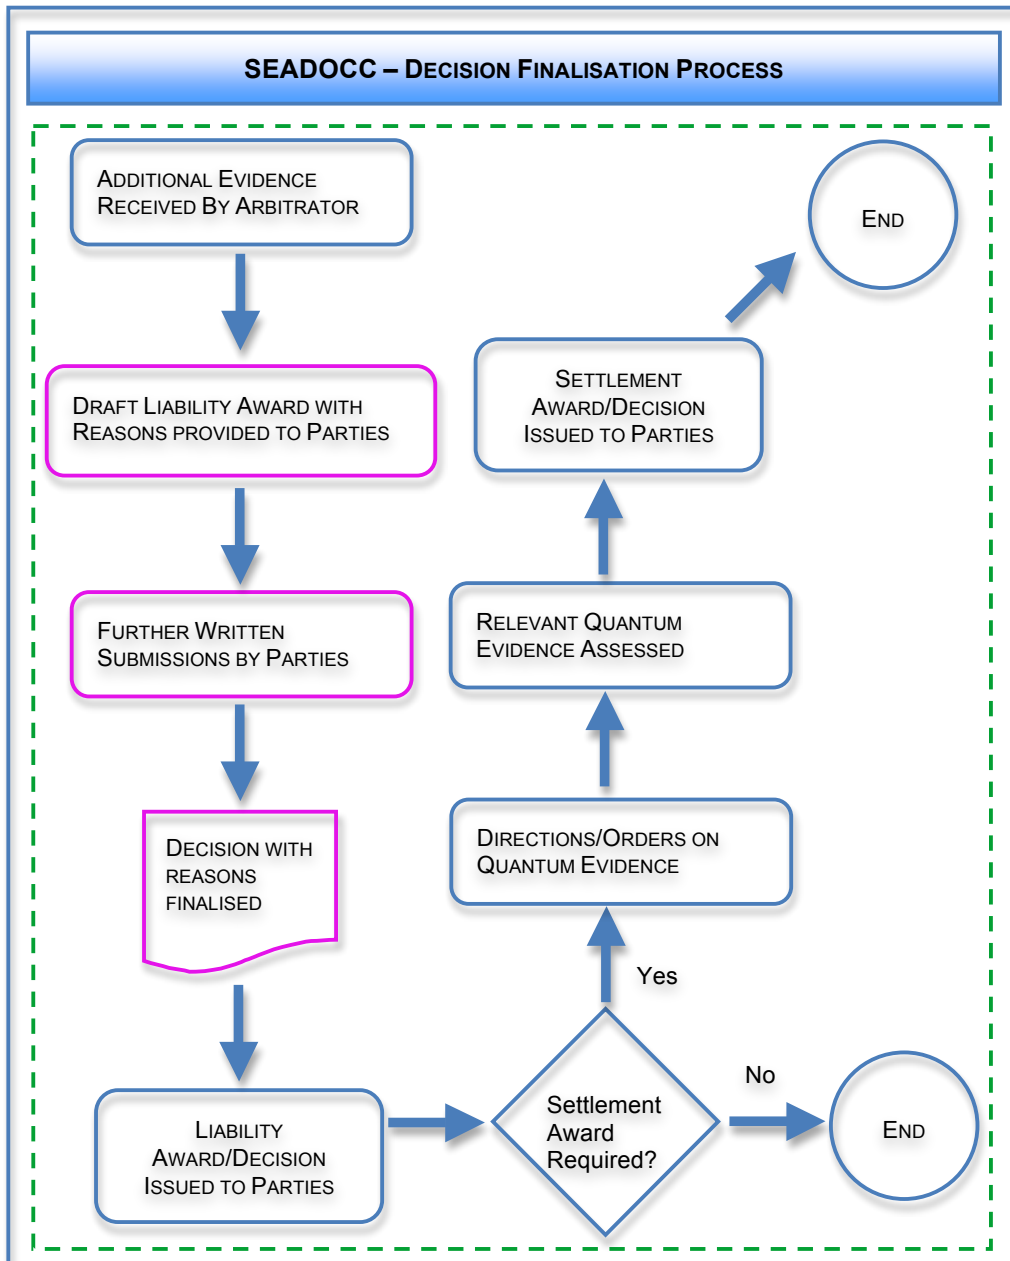 SEADOCC – DECISION FINALISATION PROCESS
ADDITIONAL EVIDENCE
RECEIVED BY ARBITRATOR
DRAFT LIABILITY AWARD WITH
REASONS PROVIDED TO PARTIES
FURTHER WRITTEN
SUBMISSIONS BY PARTIES
DECISION WITH
REASONS
FINALISED
LIABILITY
AWARD/DECISION
ISSUED TO PARTIES
Settlement
Award
Required?
Yes
No
END
DIRECTIONS/ORDERS ON
QUANTUM EVIDENCE
RELEVANT QUANTUM
EVIDENCE ASSESSED
SETTLEMENT
AWARD/DECISION
ISSUED TO PARTIES
END